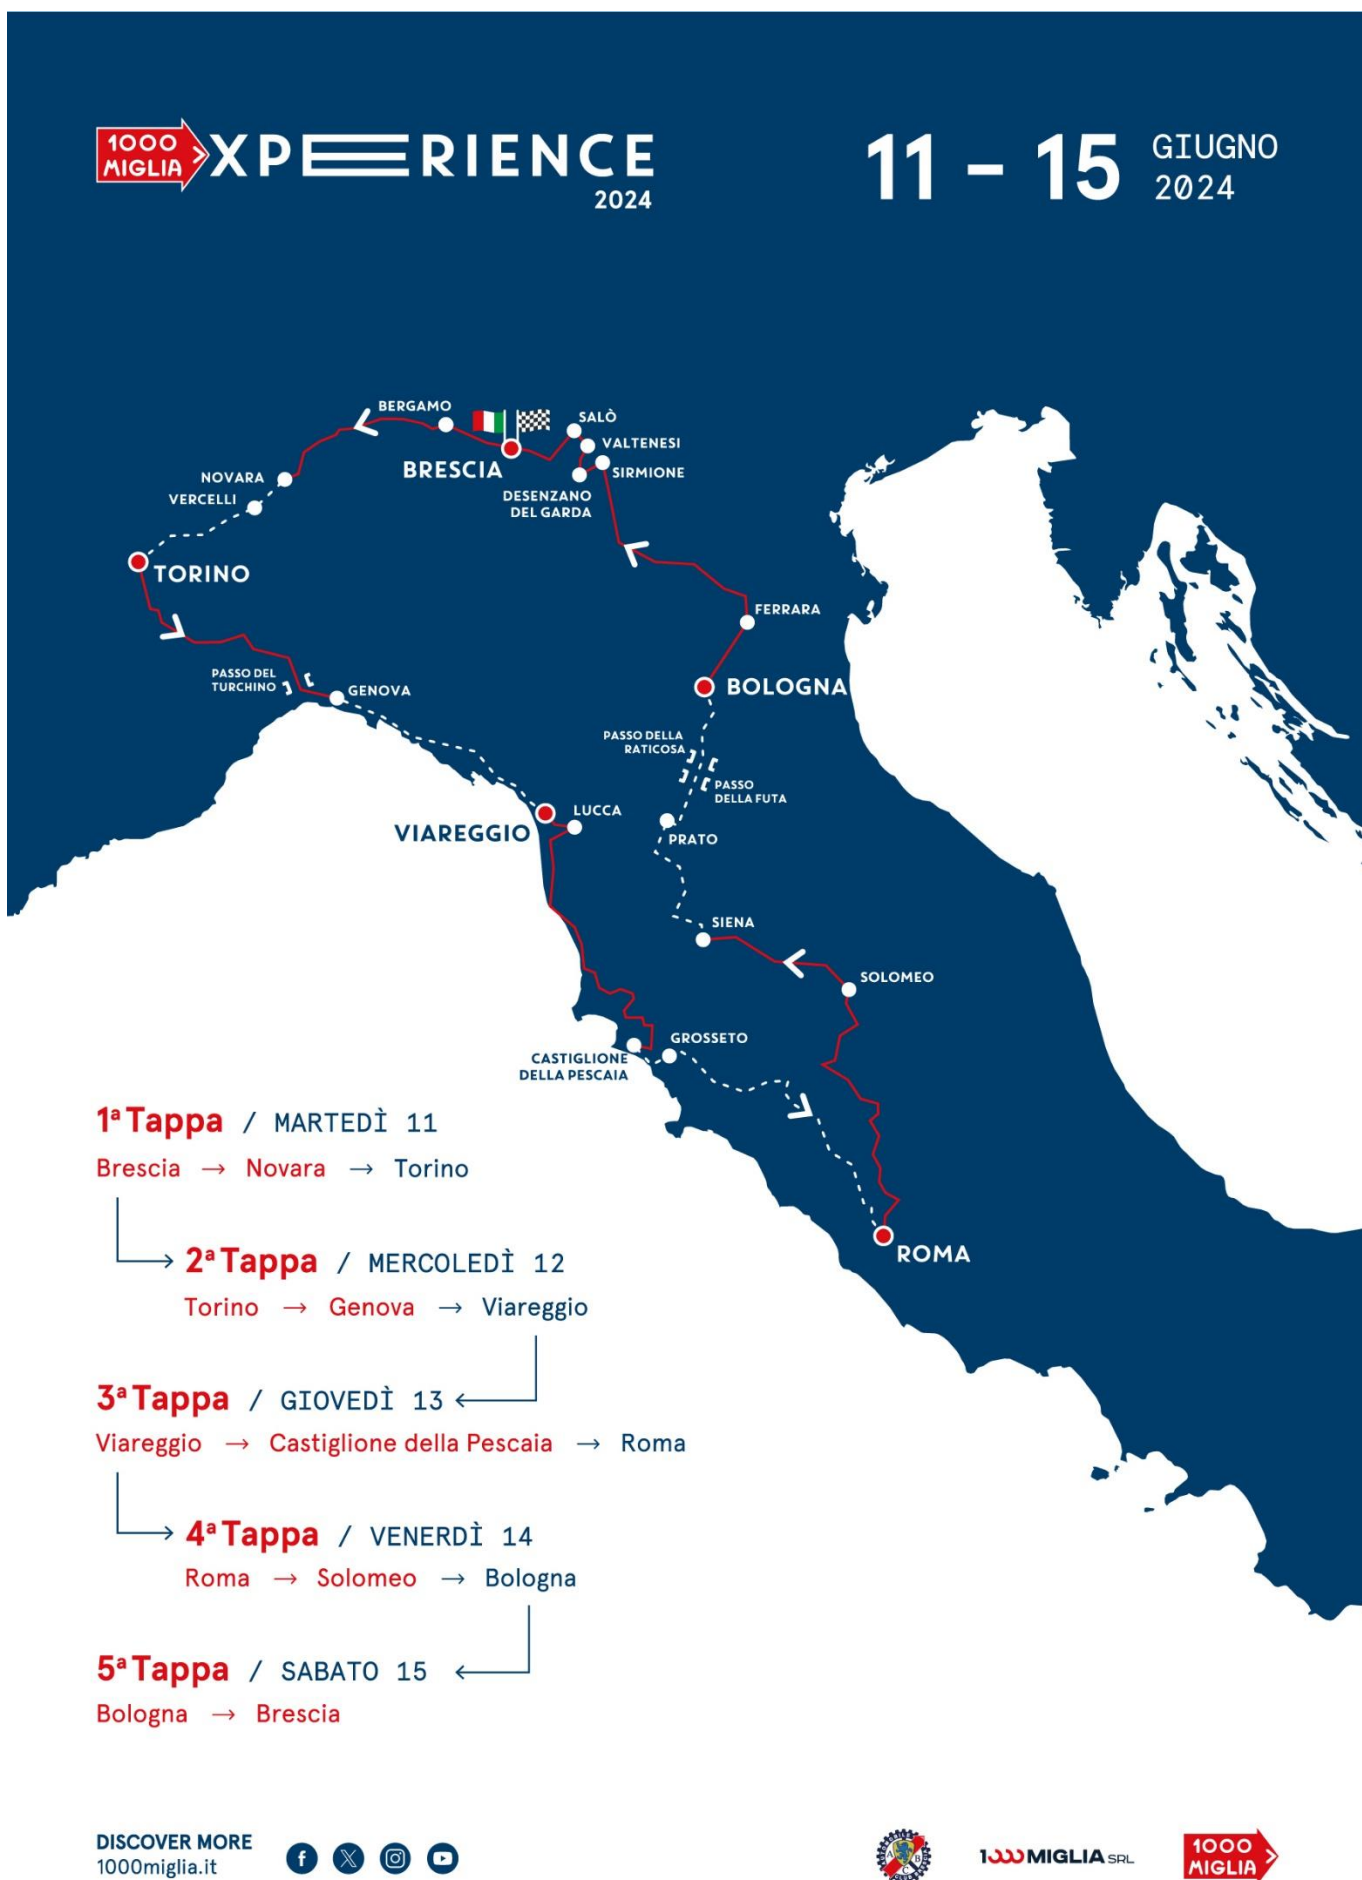 1000
MIGLIA
XPERIENCE
2024
11 - 15
GIUGNO
2024
BERGAMO
SALÒ
VALTENESI
BRESCIA
SIRMIONE
NOVARA
VERCELLI
DESENZANO
DEL GARDA
TORINO
FERRARA
PASSO DEL
TURCHINO
GENOVA
BOLOGNA
PASSO DELLA
RATICOSA
PASSO
DELLA FUTA
LUCCA
VIAREGGIO
PRATO
SIENA
SOLOMEO
GROSSETO
CASTIGLIONE
DELLA PESCAIA
ROMA
1ª Tappa / MARTEDÌ 11
Brescia → Novara → Torino
2ª Tappa / MERCOLEDÌ 12
Torino → Genova → Viareggio
3ª Tappa / GIOVEDÌ 13
Viareggio → Castiglione della Pescaia → Roma
4ª Tappa / VENERDÌ 14
Roma → Solomeo → Bologna
5ª Tappa / SABATO 15
Bologna → Brescia
DISCOVER MORE
1000miglia.it
1000MIGLIA SRL
1000
MIGLIA